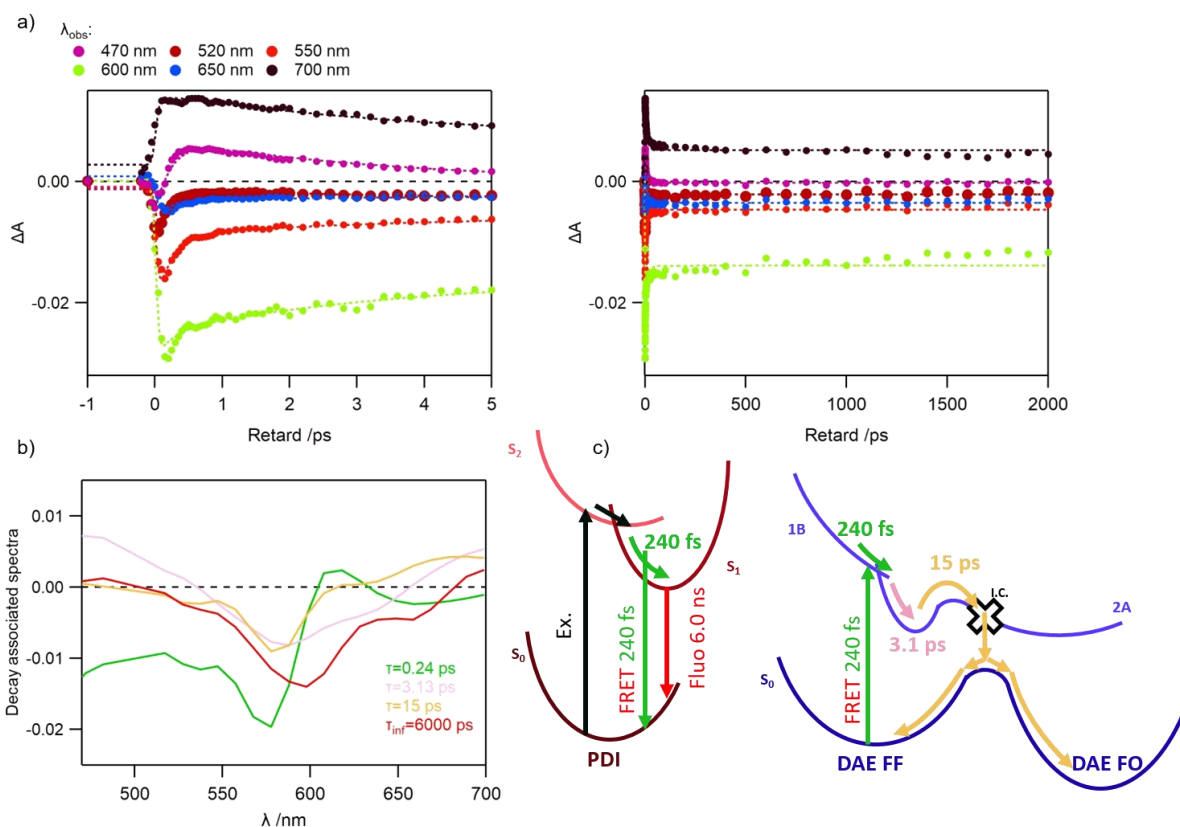 a)
λobs:
470 nm 520 nm 550 nm
600 nm 650 nm 700 nm
0.00
-0.02
ΔA
-1 0 1 2 3 4 5
Retard /ps
0.00
-0.02
ΔA
0 500 1000 1500 2000
Retard /ps
b)
0.01
0.00
-0.01
-0.02
Decay associated spectra
τ=0.24 ps
τ=3.13 ps
τ=15 ps
τinf=6000 ps
500 550 600 650 700
λ /nm
c)
S2
240 fs
S1
Ex.
FRET 240 fs
Fluo 6.0 ns
S0
PDI
1B
240 fs
15 ps
I.C.
2A
3.1 ps
S0
FRET 240 fs
DAE FF
DAE FO